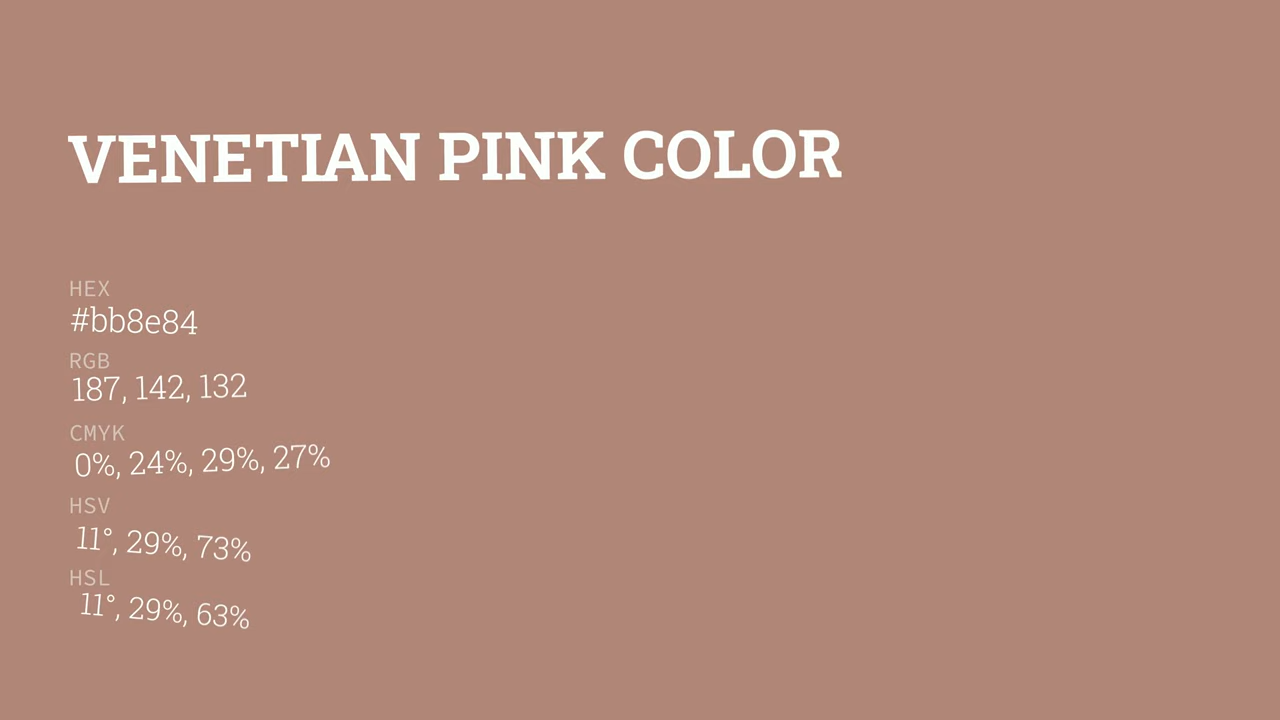 VENETIAN PINK COLOR
HEX
#bb8e84
RGB
187, 142, 132
CMYK
0%, 24%, 29%, 27%
HSV
11°, 29%, 73%
HSL
11°, 29%, 63%